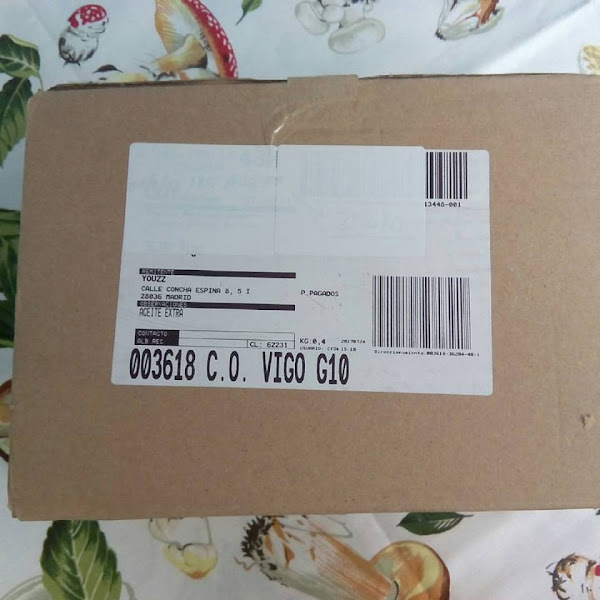 13448-001
REMITENTE
YOUZZ
CALLE CONCHA ESPINA 8, 5 I
28036 MADRID
P_PAGADOS
OBSERVACIONES
ACEITE EXTRA
CONTACTO
ALB.REC.
CL: 62231
KG:0,4
003618 C.O. VIGO G10